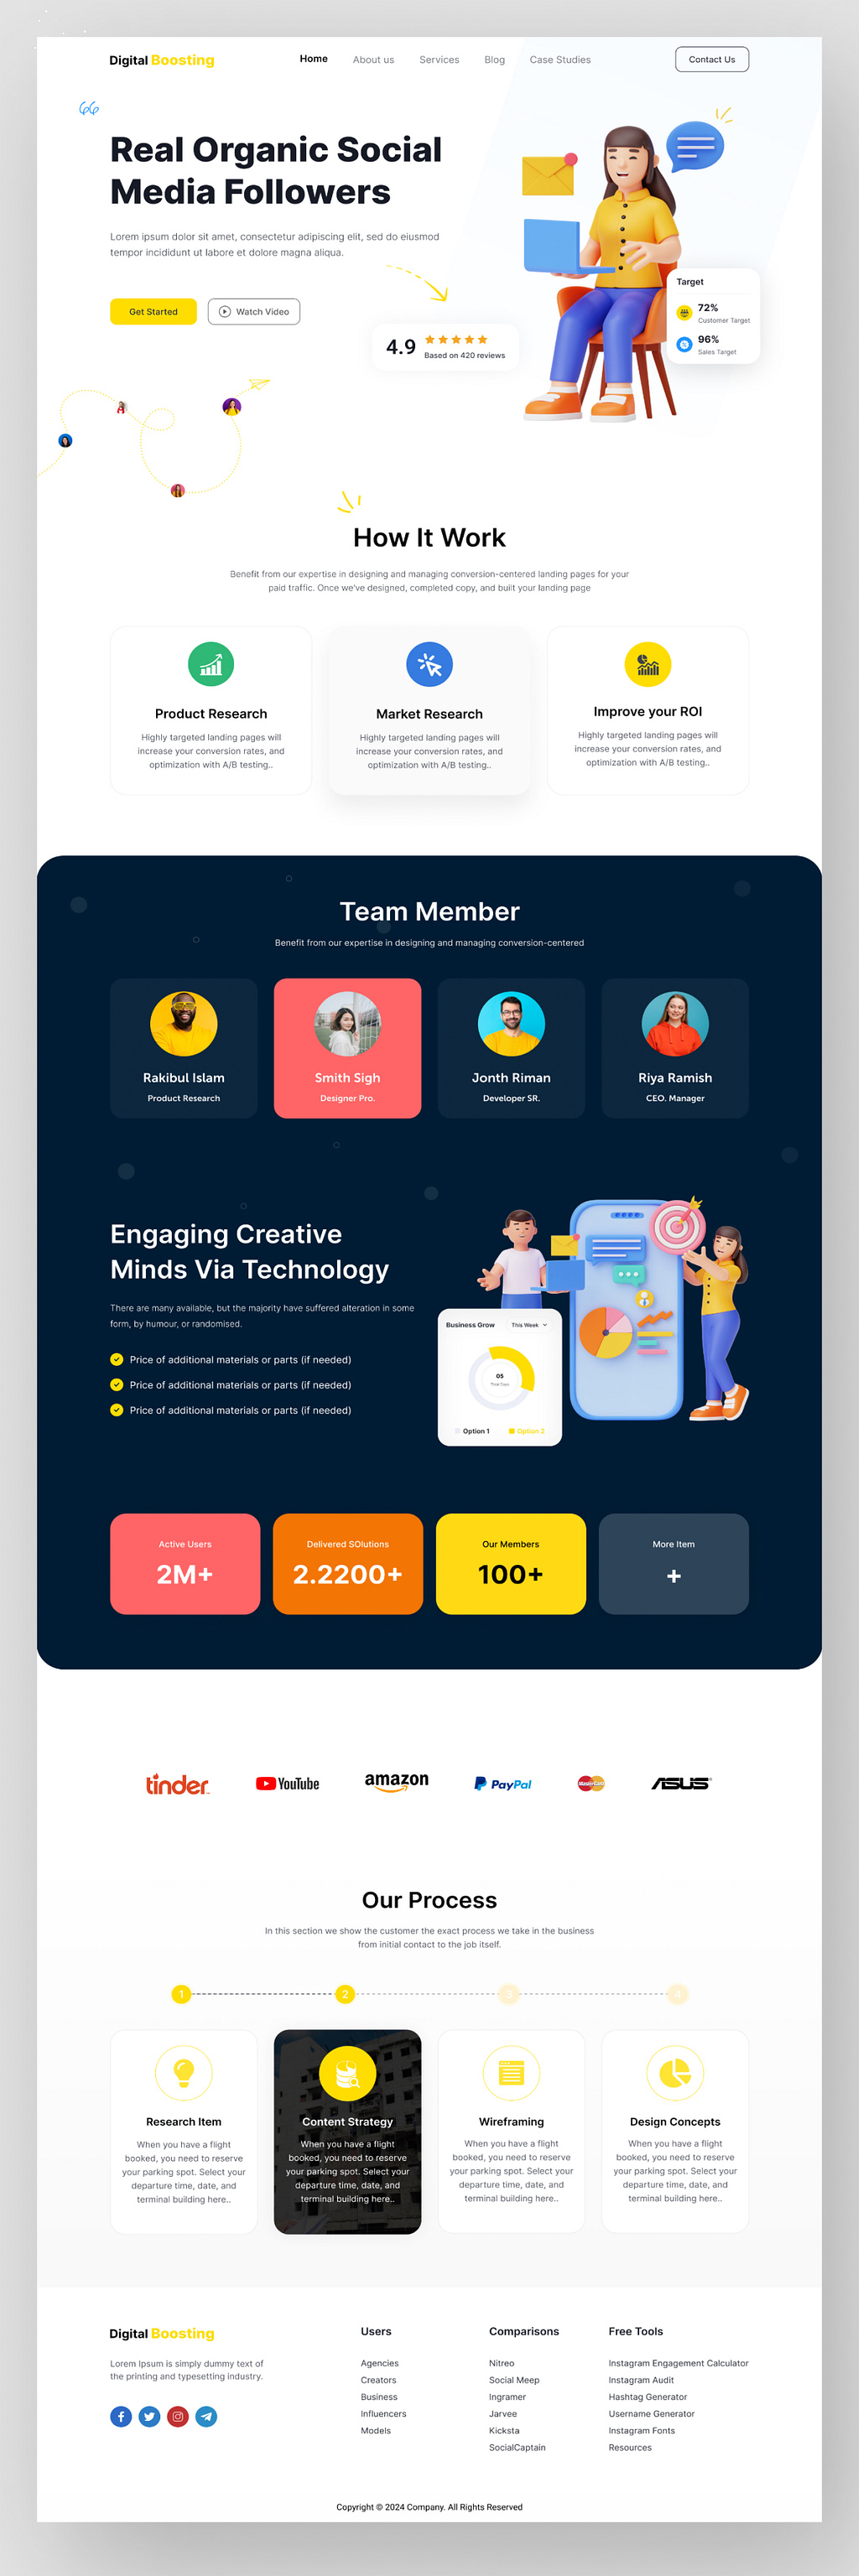 Digital Boosting
Home
About us
Services
Blog
Case Studies
Contact Us
Real Organic Social
Media Followers
Lorem ipsum dolor sit amet, consectetur adipiscing elit, sed do eiusmod
tempor incididunt ut labore et dolore magna aliqua.
Get Started
Watch Video
4.9
Based on 420 reviews
Target
72%
Customer Target
96%
Sales Target
How It Work
Benefit from our expertise in designing and managing conversion-centered landing pages for your
paid traffic. Once we've designed, completed copy, and built your landing page
Product Research
Highly targeted landing pages will
increase your conversion rates, and
optimization with A/B testing..
Market Research
Highly targeted landing pages will
increase your conversion rates, and
optimization with A/B testing..
Improve your ROI
Highly targeted landing pages will
increase your conversion rates, and
optimization with A/B testing..
Team Member
Benefit from our expertise in designing and managing conversion-centered
Rakibul Islam
Product Research
Smith Sigh
Designer Pro.
Jonth Riman
Developer SR.
Riya Ramish
CEO. Manager
Engaging Creative
Minds Via Technology
There are many available, but the majority have suffered alteration in some
form, by humour, or randomised.
Price of additional materials or parts (if needed)
Price of additional materials or parts (if needed)
Price of additional materials or parts (if needed)
Business Grow
This Week
05
Option 1
Option 2
Active Users
2M+
Delivered SOlutions
2.2200+
Our Members
100+
More Item
+
tinder
YouTube
amazon
PayPal
MasterCard
ASUS
Our Process
In this section we show the customer the exact process we take in the business
from initial contact to the job itself.
1
2
3
4
Research Item
When you have a flight
booked, you need to reserve
your parking spot. Select your
departure time, date, and
terminal building here..
Content Strategy
When you have a flight
booked, you need to reserve
your parking spot. Select your
departure time, date, and
terminal building here..
Wireframing
When you have a flight
booked, you need to reserve
your parking spot. Select your
departure time, date, and
terminal building here..
Design Concepts
When you have a flight
booked, you need to reserve
your parking spot. Select your
departure time, date, and
terminal building here..
Digital Boosting
Lorem Ipsum is simply dummy text of
the printing and typesetting industry.
Users
Agencies
Creators
Business
Influencers
Models
Comparisons
Nitreo
Social Meep
Ingramer
Jarvee
Kicksta
SocialCaptain
Free Tools
Instagram Engagement Calculator
Instagram Audit
Hashtag Generator
Username Generator
Instagram Fonts
Resources
Copyright © 2024 Company. All Rights Reserved